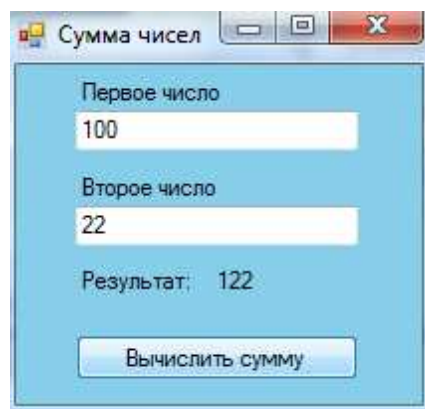 Сумма чисел
Первое число
100
Второе число
22
Результат: 122
Вычислить сумму